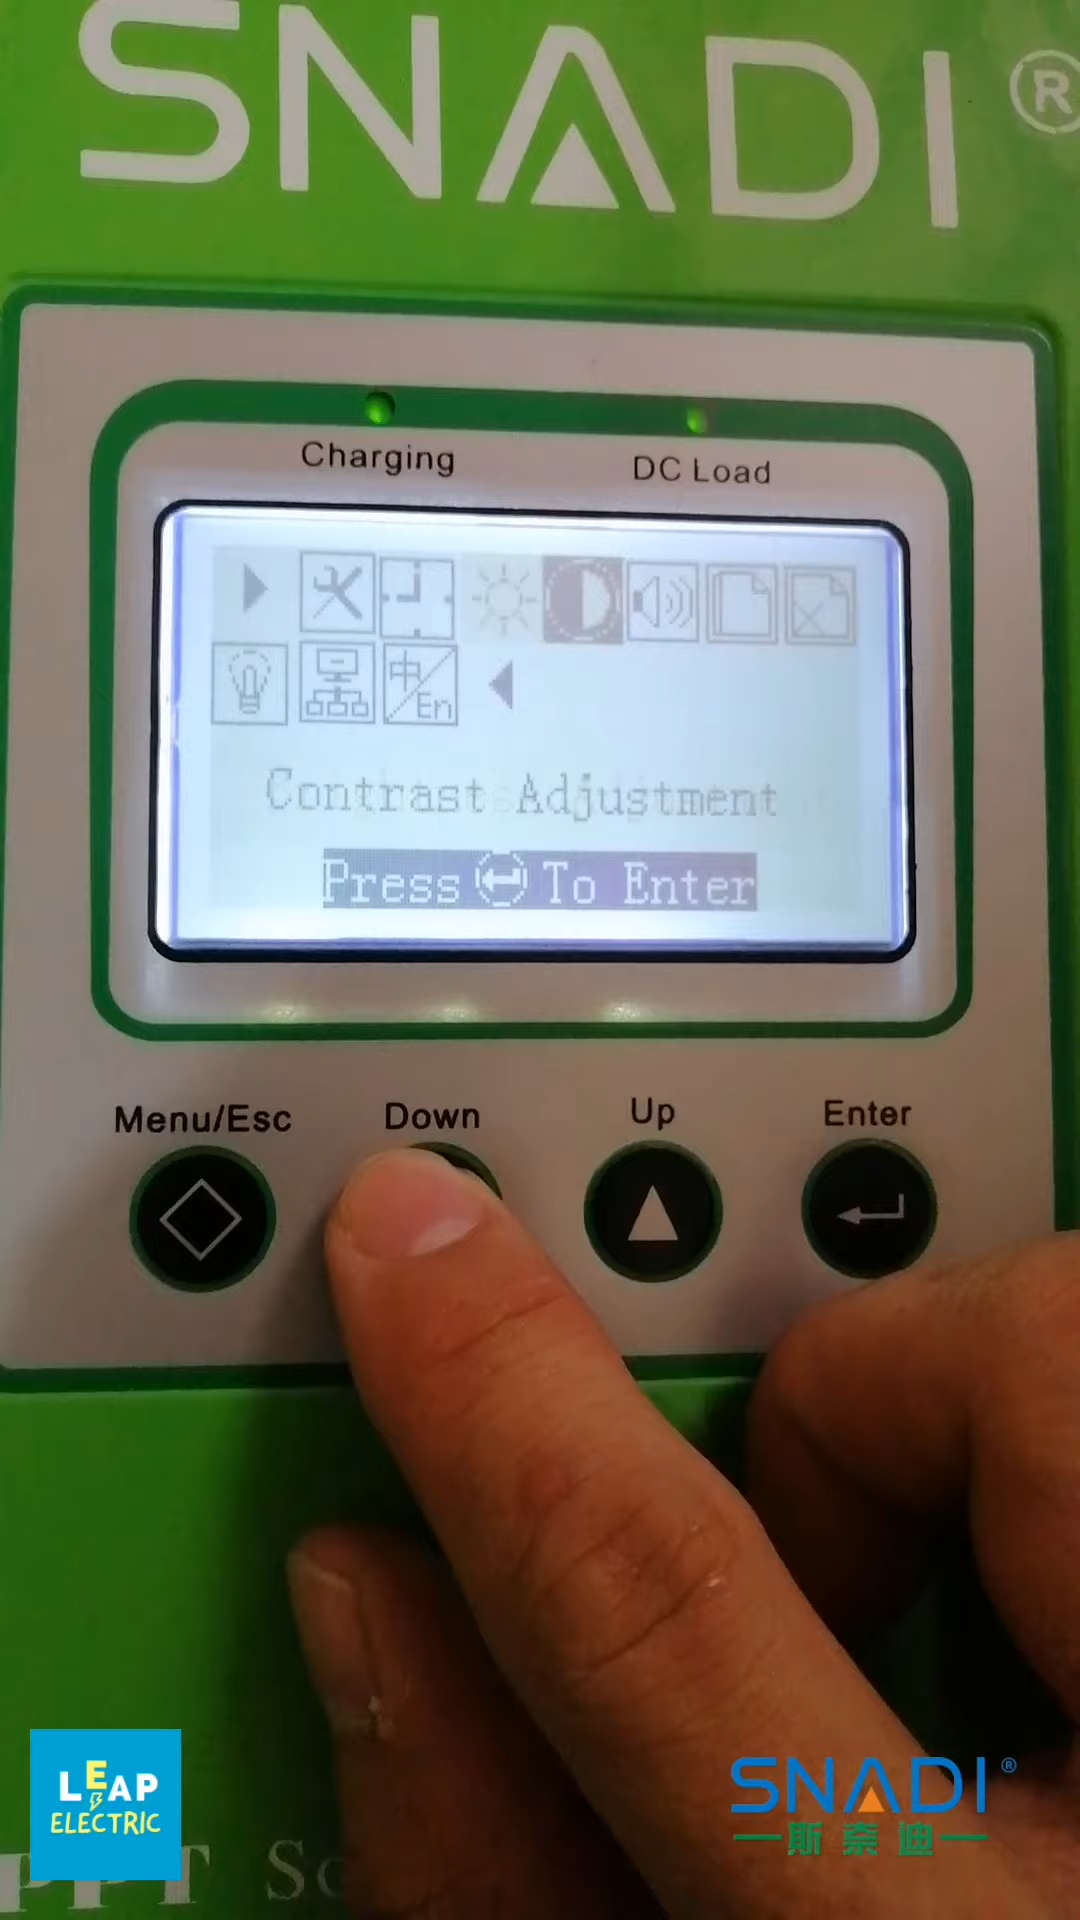 SNADI®
Charging
DC Load
中/En
Contrast Adjustment
Press To Enter
Menu/Esc
Down
Up
Enter
LEAP
ELECTRIC
SNADI®
斯奈迪
PPT